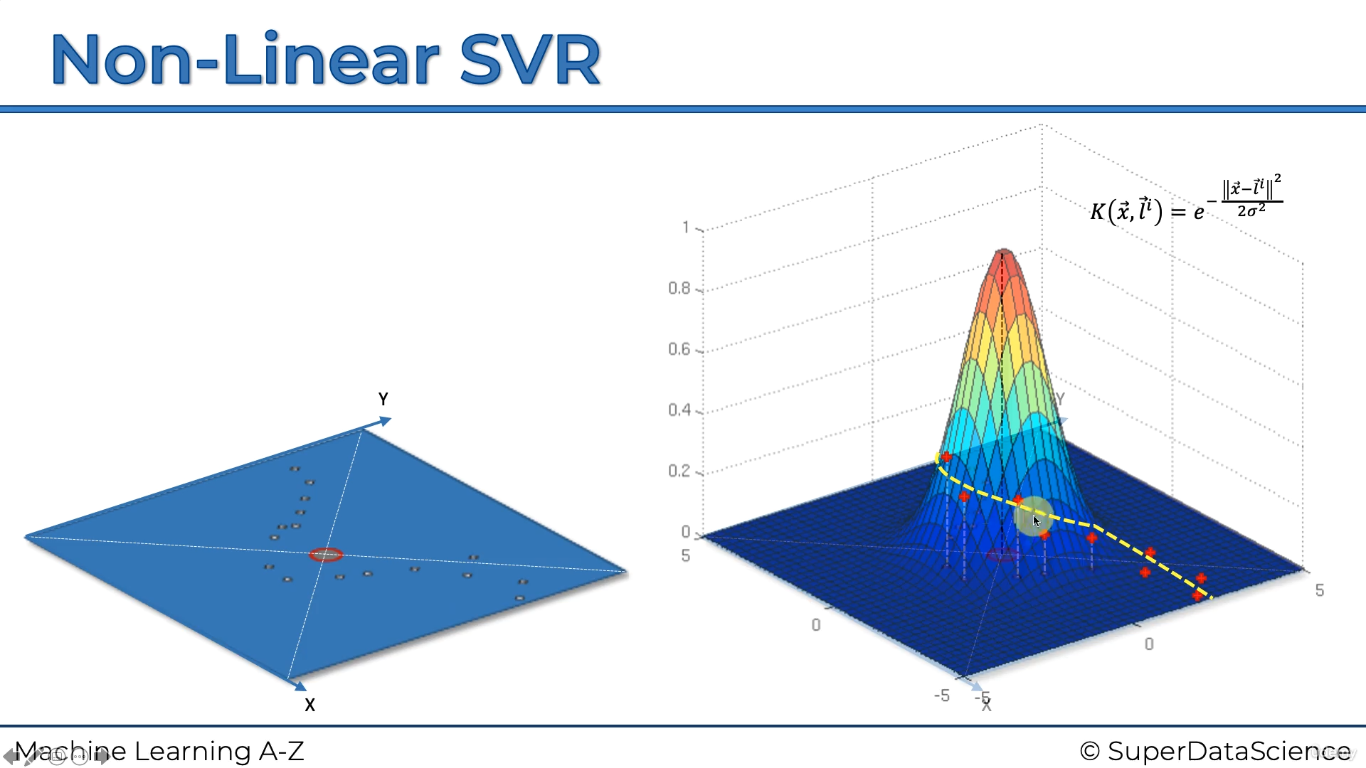 Non-Linear SVR
K(x⃗, l⃗ⁱ) = e^(-‖x⃗-l⃗ⁱ‖²/2σ²)
1
0.8
0.6
0.4
0.2
0
5
0
-5
-5
0
5
Y
X
Y
X
Machine Learning A-Z
© SuperDataScience